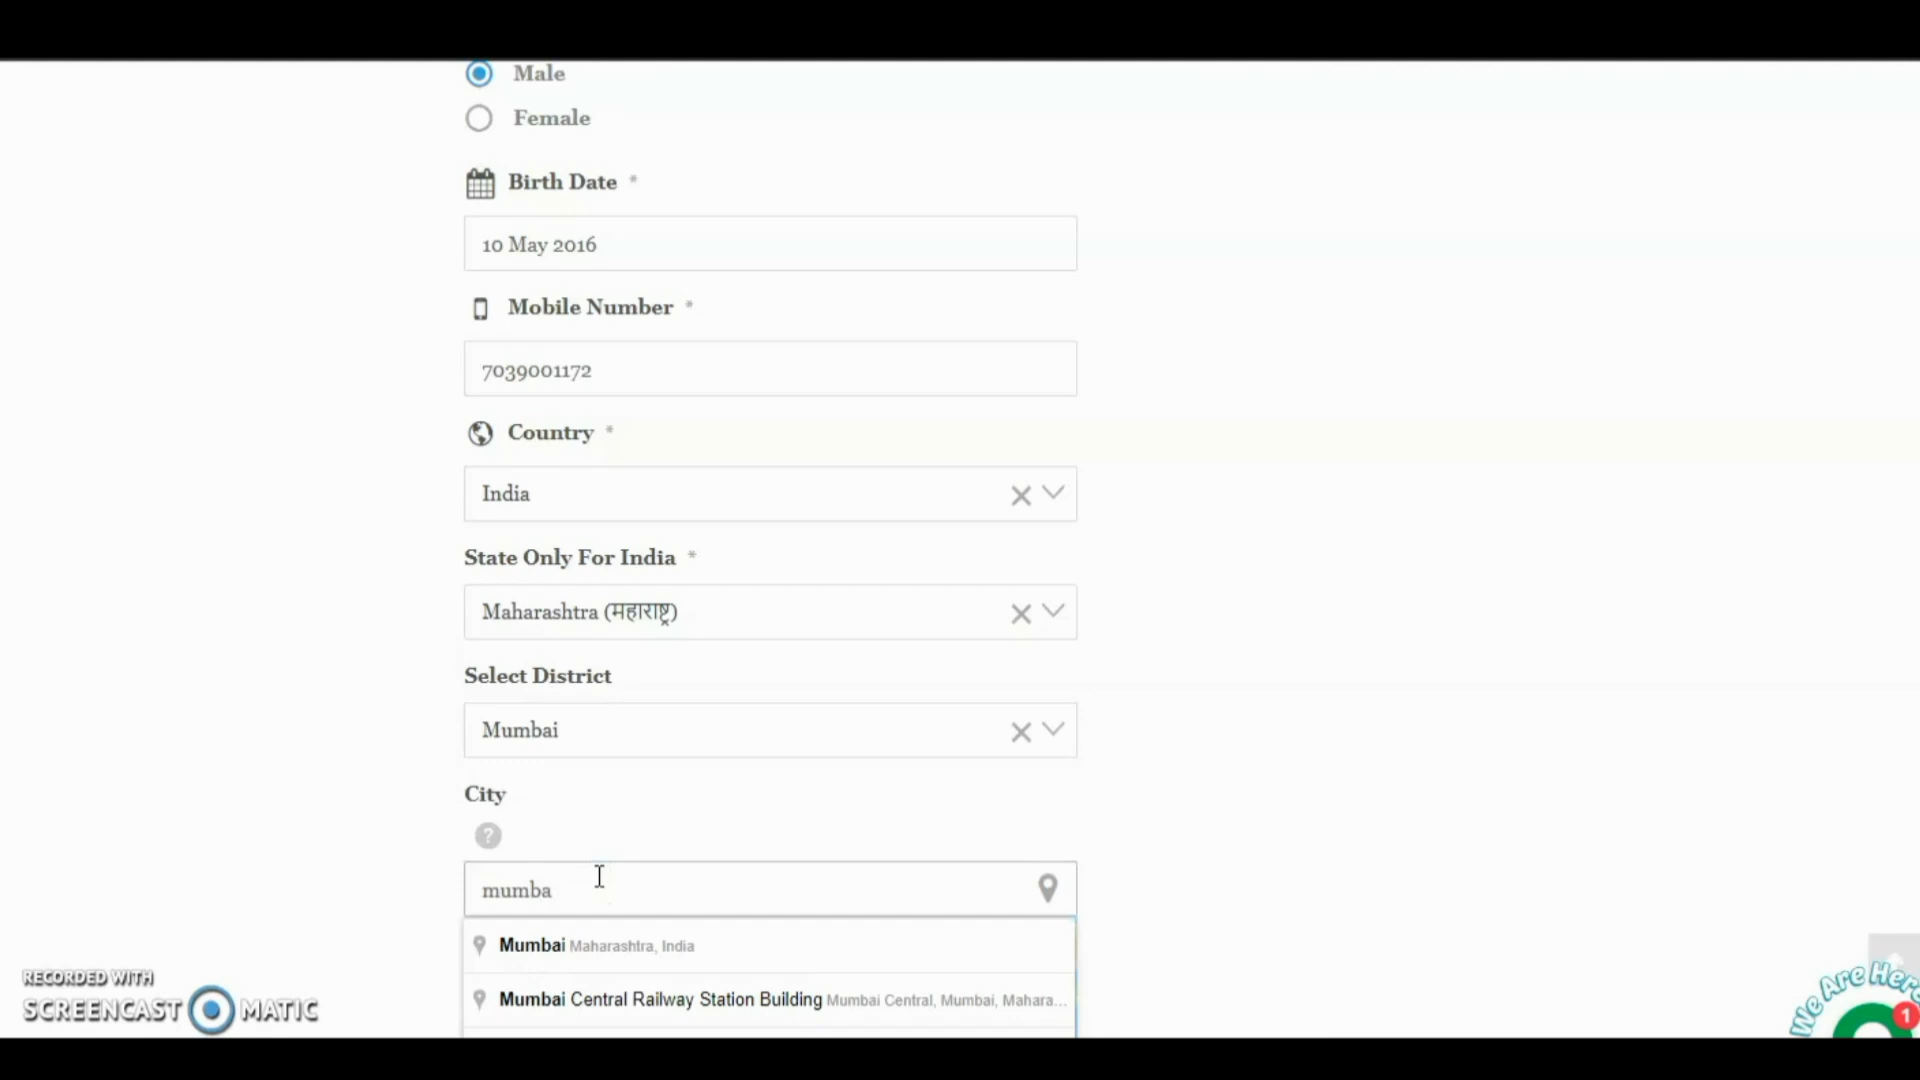 Male
Female
Birth Date *
10 May 2016
Mobile Number *
7039001172
Country *
India
State Only For India *
Maharashtra (महाराष्ट्र)
Select District
Mumbai
City
?
mumba
Mumbai Maharashtra, India
Mumbai Central Railway Station Building Mumbai Central, Mumbai, Mahara...
RECORDED WITH
SCREENCAST MATIC
We Are Here
1